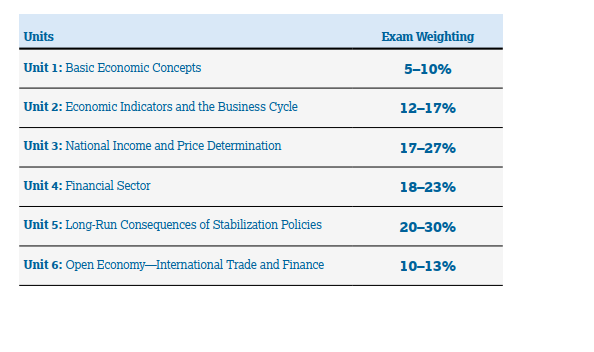 Units Exam Weighting
Unit 1: Basic Economic Concepts 5–10%
Unit 2: Economic Indicators and the Business Cycle 12–17%
Unit 3: National Income and Price Determination 17–27%
Unit 4: Financial Sector 18–23%
Unit 5: Long-Run Consequences of Stabilization Policies 20–30%
Unit 6: Open Economy—International Trade and Finance 10–13%